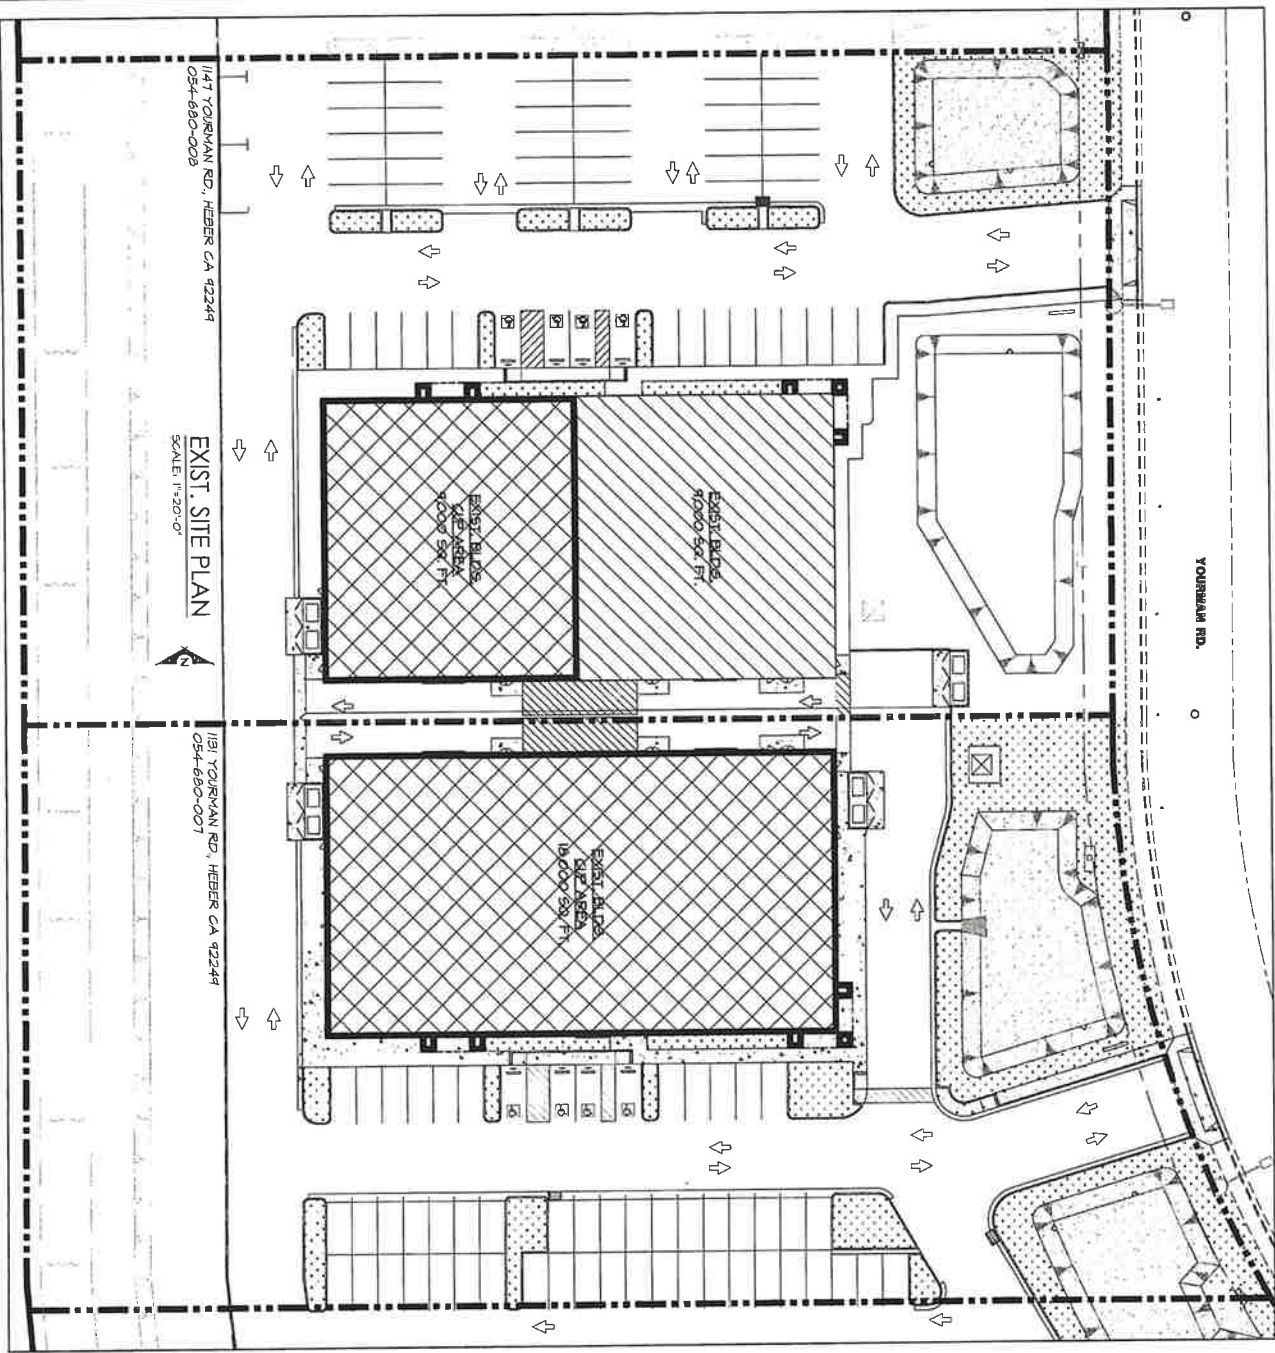 YOURMAN RD.
EXIST. BLDG
9,000 SQ. FT.
EXIST. BLDG
CUP AREA
9,000 SQ. FT
EXIST. BLDG
CUP AREA
18,000 SQ. FT
1147 YOURMAN RD., HEBER CA 92249
054-680-008
1131 YOURMAN RD., HEBER CA 92249
054-680-007
EXIST. SITE PLAN
SCALE: 1"=20'-0"
N